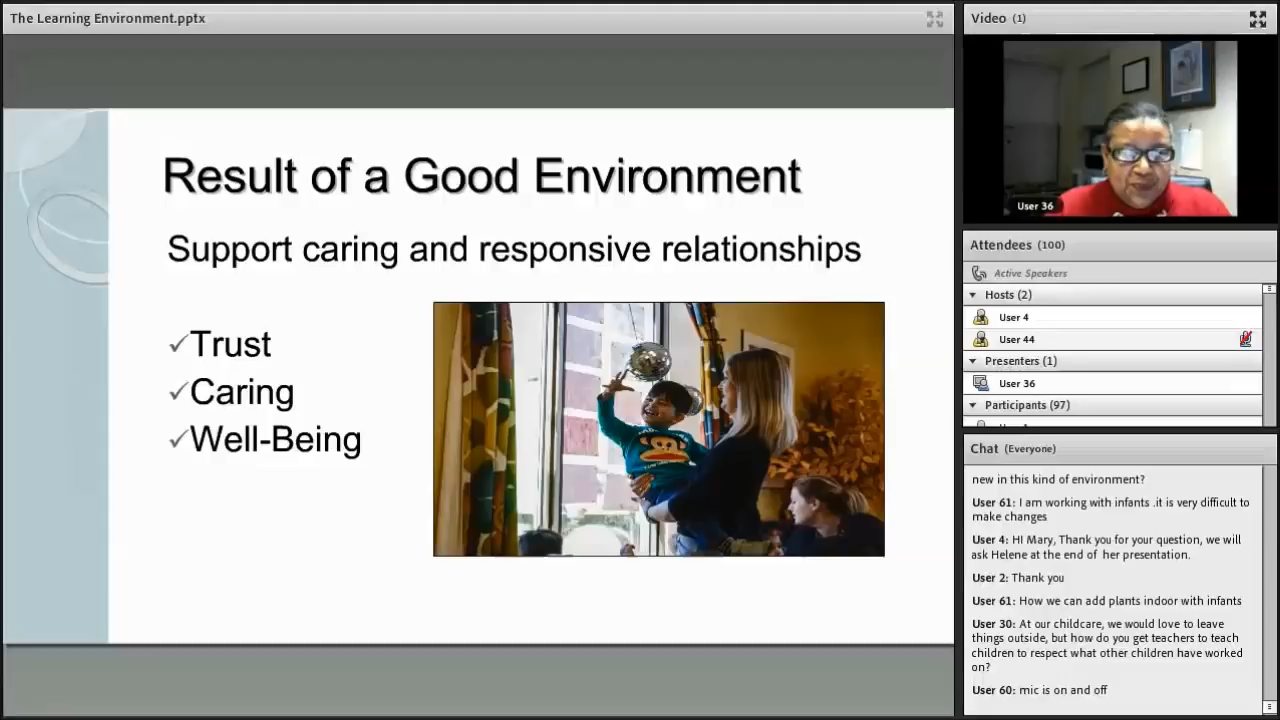 The Learning Environment.pptx
Result of a Good Environment
Support caring and responsive relationships
✓Trust
✓Caring
✓Well-Being
Video (1)
User 36
Attendees (100)
Active Speakers
Hosts (2)
User 4
User 44
Presenters (1)
User 36
Participants (97)
Chat (Everyone)
new in this kind of environment?
User 61: I am working with infants .it is very difficult to
make changes
User 4: HI Mary, Thank you for your question, we will
ask Helene at the end of her presentation.
User 2: Thank you
User 61: How we can add plants indoor with infants
User 30: At our childcare, we would love to leave
things outside, but how do you get teachers to teach
children to respect what other children have worked
on?
User 60: mic is on and off